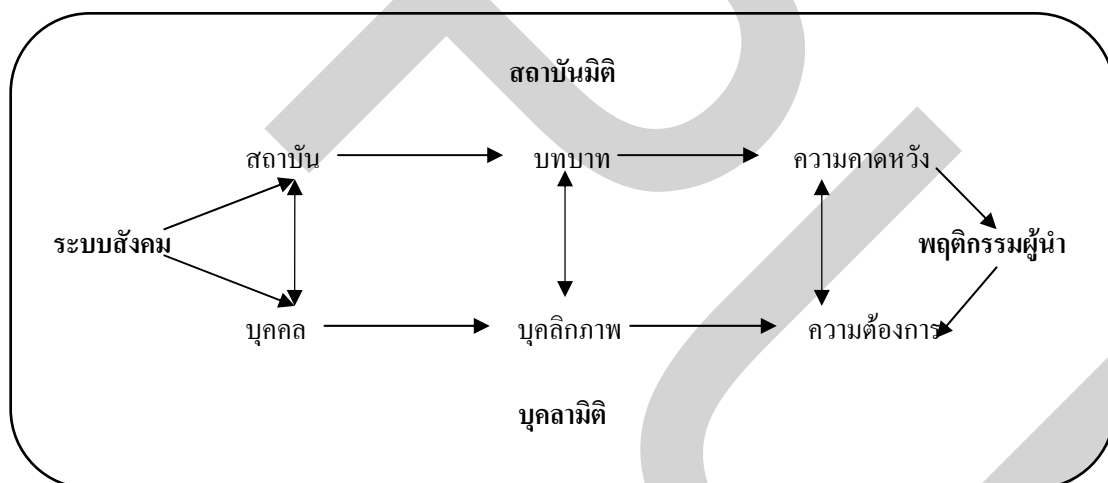 สถาบันมิติ
สถาบัน บทบาท ความคาดหวัง
ระบบสังคม พฤติกรรมผู้นำ
บุคคล บุคลิกภาพ ความต้องการ
บุคลามิติ